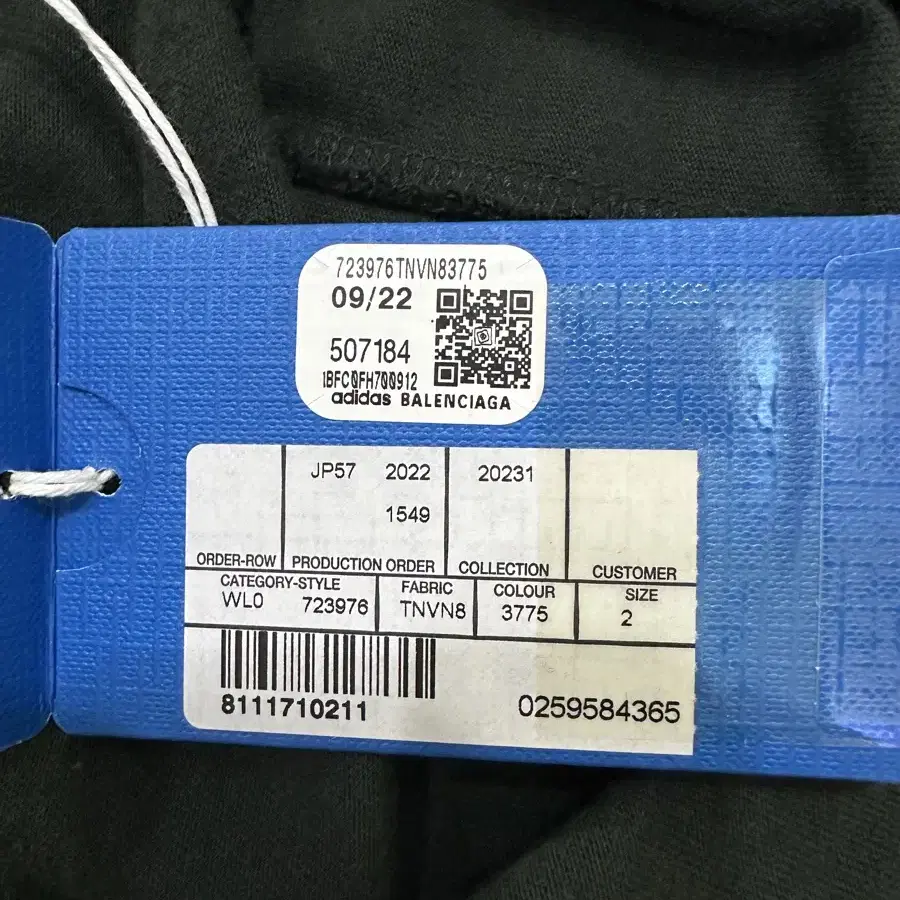 723976TNVN83775
09/22
507184
1BFC0FH700912
adidas BALENCIAGA
JP57 2022 20231
1549
ORDER-ROW PRODUCTION ORDER COLLECTION CUSTOMER
CATEGORY-STYLE FABRIC COLOUR SIZE
WL0 723976 TNVN8 3775 2
8111710211 0259584365